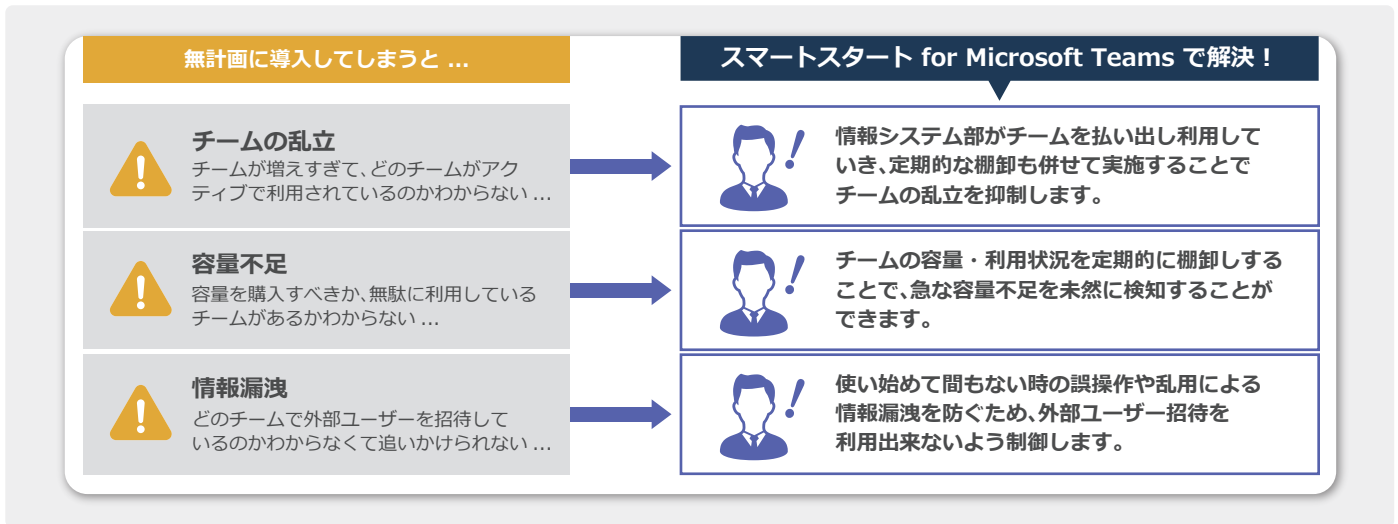 無計画に導入してしまうと ...
スマートスタート for Microsoft Teams で解決！
チームの乱立
チームが増えすぎて、どのチームがアク
ティブで利用されているのかわからない ...
情報システム部がチームを払い出し利用して
いき、定期的な棚卸も併せて実施することで
チームの乱立を抑制します。
容量不足
容量を購入すべきか、無駄に利用している
チームがあるかわからない ...
チームの容量・利用状況を定期的に棚卸しする
ことで、急な容量不足を未然に検知することが
できます。
情報漏洩
どのチームで外部ユーザーを招待して
いるのかわからなくて追いかけられない ...
使い始めて間もない時の誤操作や乱用による
情報漏洩を防ぐため、外部ユーザー招待を
利用出来ないよう制御します。